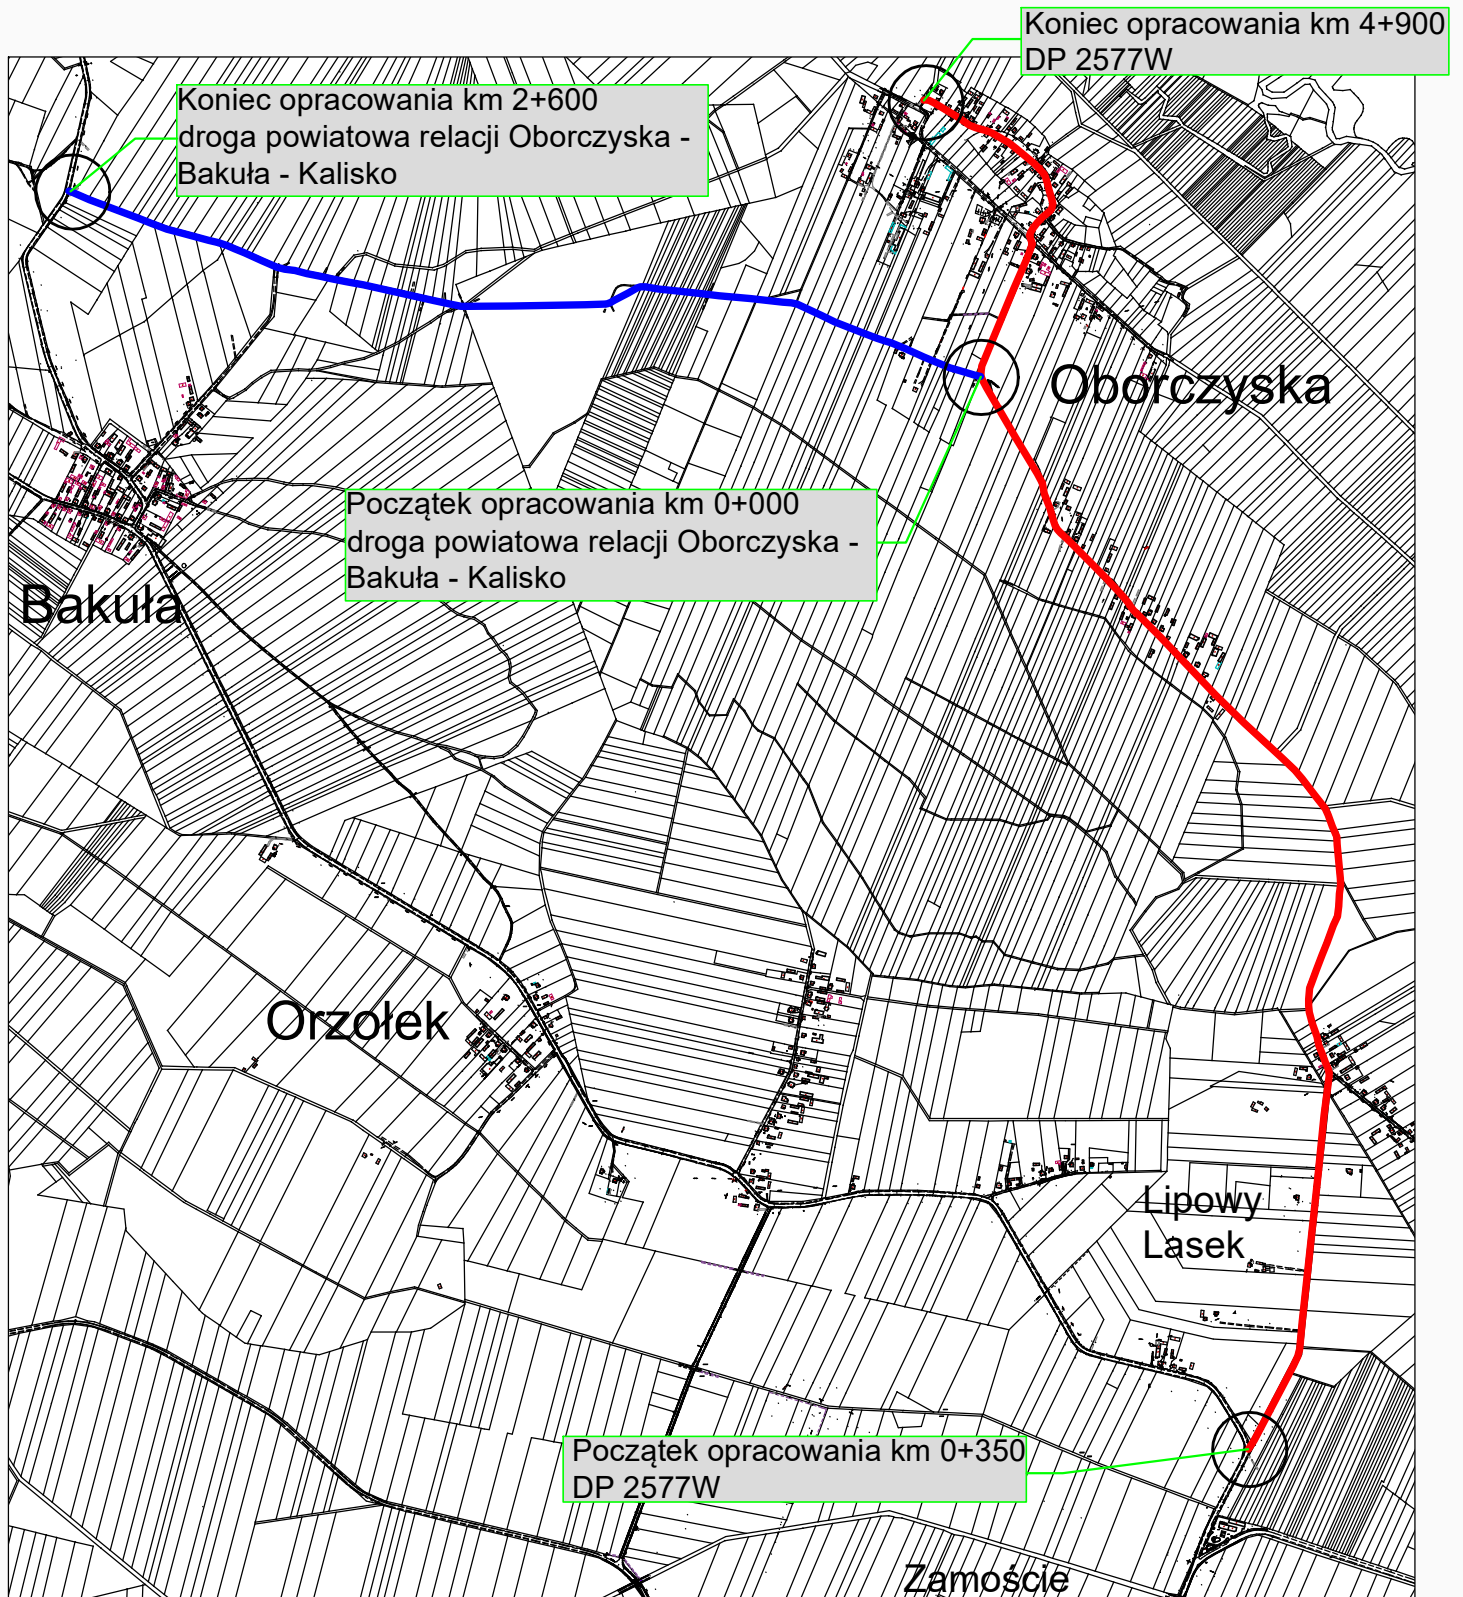 Koniec opracowania km 4+900
DP 2577W
Koniec opracowania km 2+600
droga powiatowa relacji Oborczyska -
Bakuła - Kalisko
Oborczyska
Początek opracowania km 0+000
droga powiatowa relacji Oborczyska -
Bakuła - Kalisko
Bakuła
Orzołek
Lipowy
Lasek
Początek opracowania km 0+350
DP 2577W
Zamoście